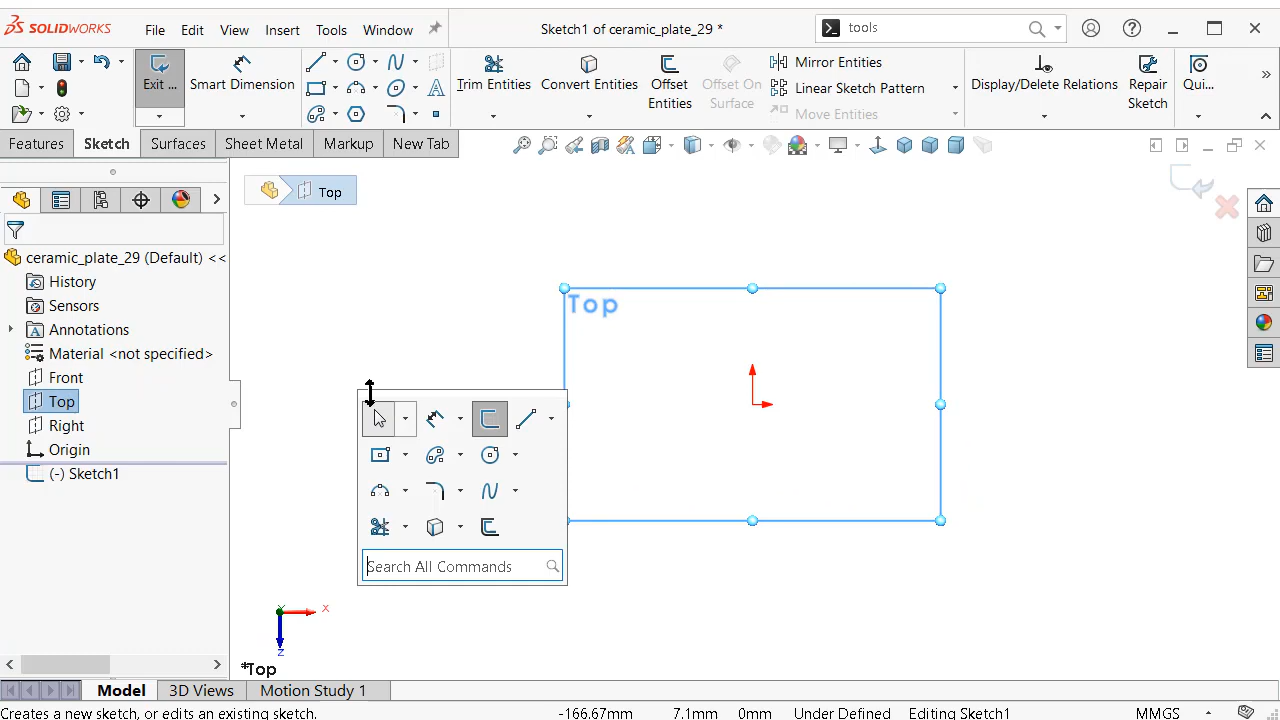 SOLIDWORKS
File
Edit
View
Insert
Tools
Window
Sketch1 of ceramic_plate_29 *
tools
Exit ...
Smart Dimension
Trim Entities
Convert Entities
Offset
Entities
Offset On
Surface
Mirror Entities
Linear Sketch Pattern
Move Entities
Display/Delete Relations
Repair
Sketch
Qui...
Features
Sketch
Surfaces
Sheet Metal
Markup
New Tab
Top
ceramic_plate_29 (Default) <<
History
Sensors
Annotations
Material <not specified>
Front
Top
Right
Origin
(-) Sketch1
Top
Search All Commands
Y
X
Z
*Top
Model
3D Views
Motion Study 1
Creates a new sketch, or edits an existing sketch.
-166.67mm
7.1mm
0mm
Under Defined
Editing Sketch1
MMGS